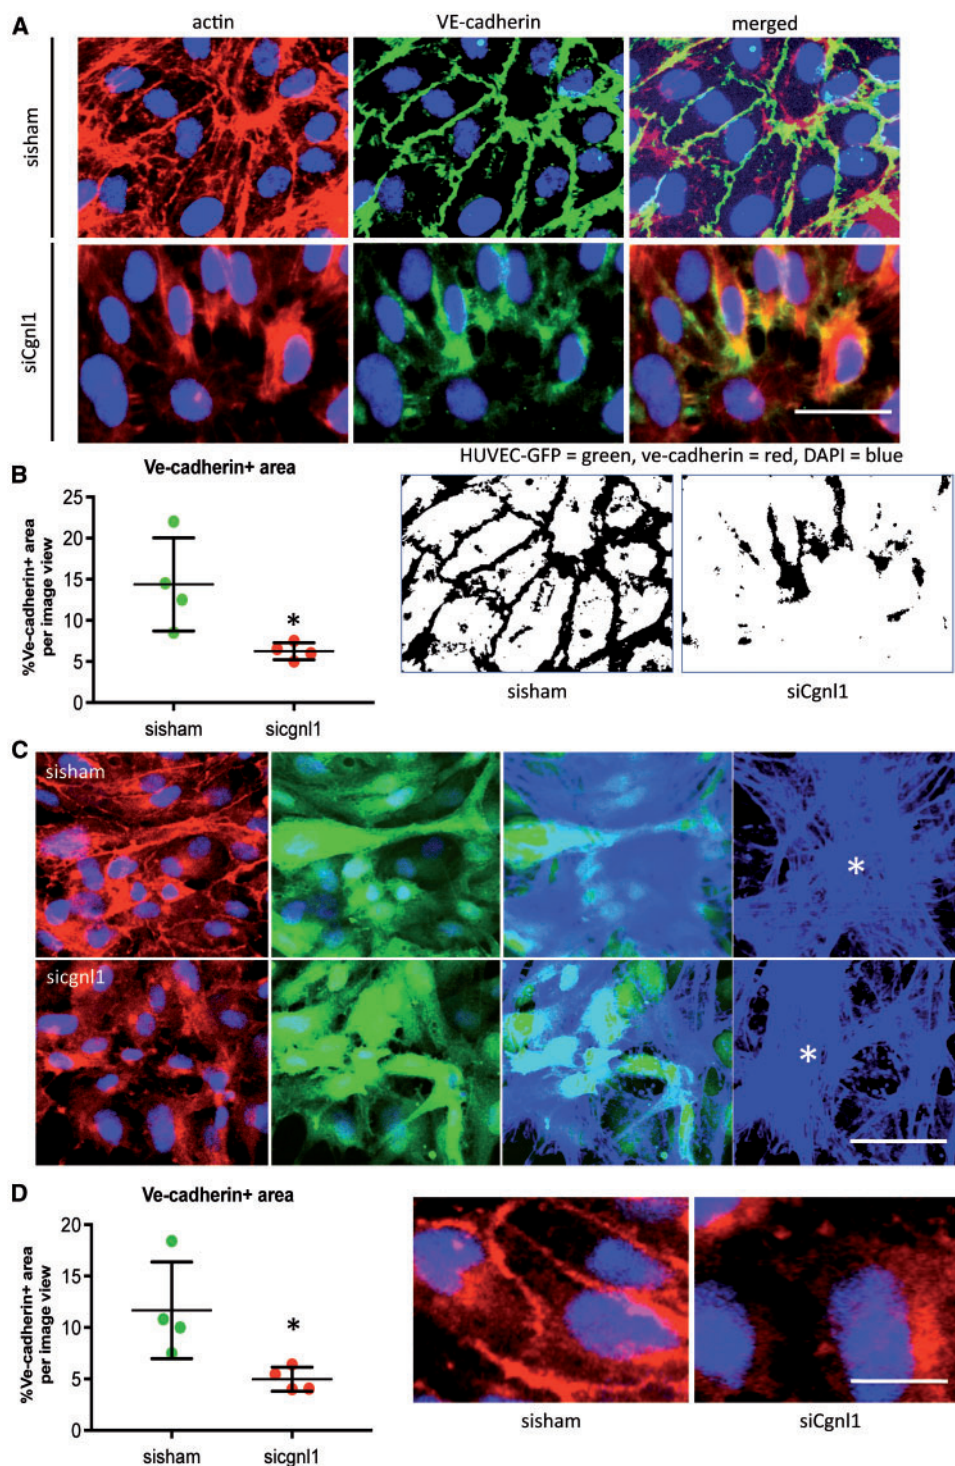 A
actin VE-cadherin merged
sisham
siCgnl1
HUVEC-GFP = green, ve-cadherin = red, DAPI = blue
B
Ve-cadherin+ area
%Ve-cadherin+ area
per image view
25
20
15
10
5
0
*
sisham sicgnl1
sisham siCgnl1
C
sisham
*
sicgnl1
*
D
Ve-cadherin+ area
%Ve-cadherin+ area
per image view
20
15
10
5
0
*
sisham sicgnl1
sisham siCgnl1